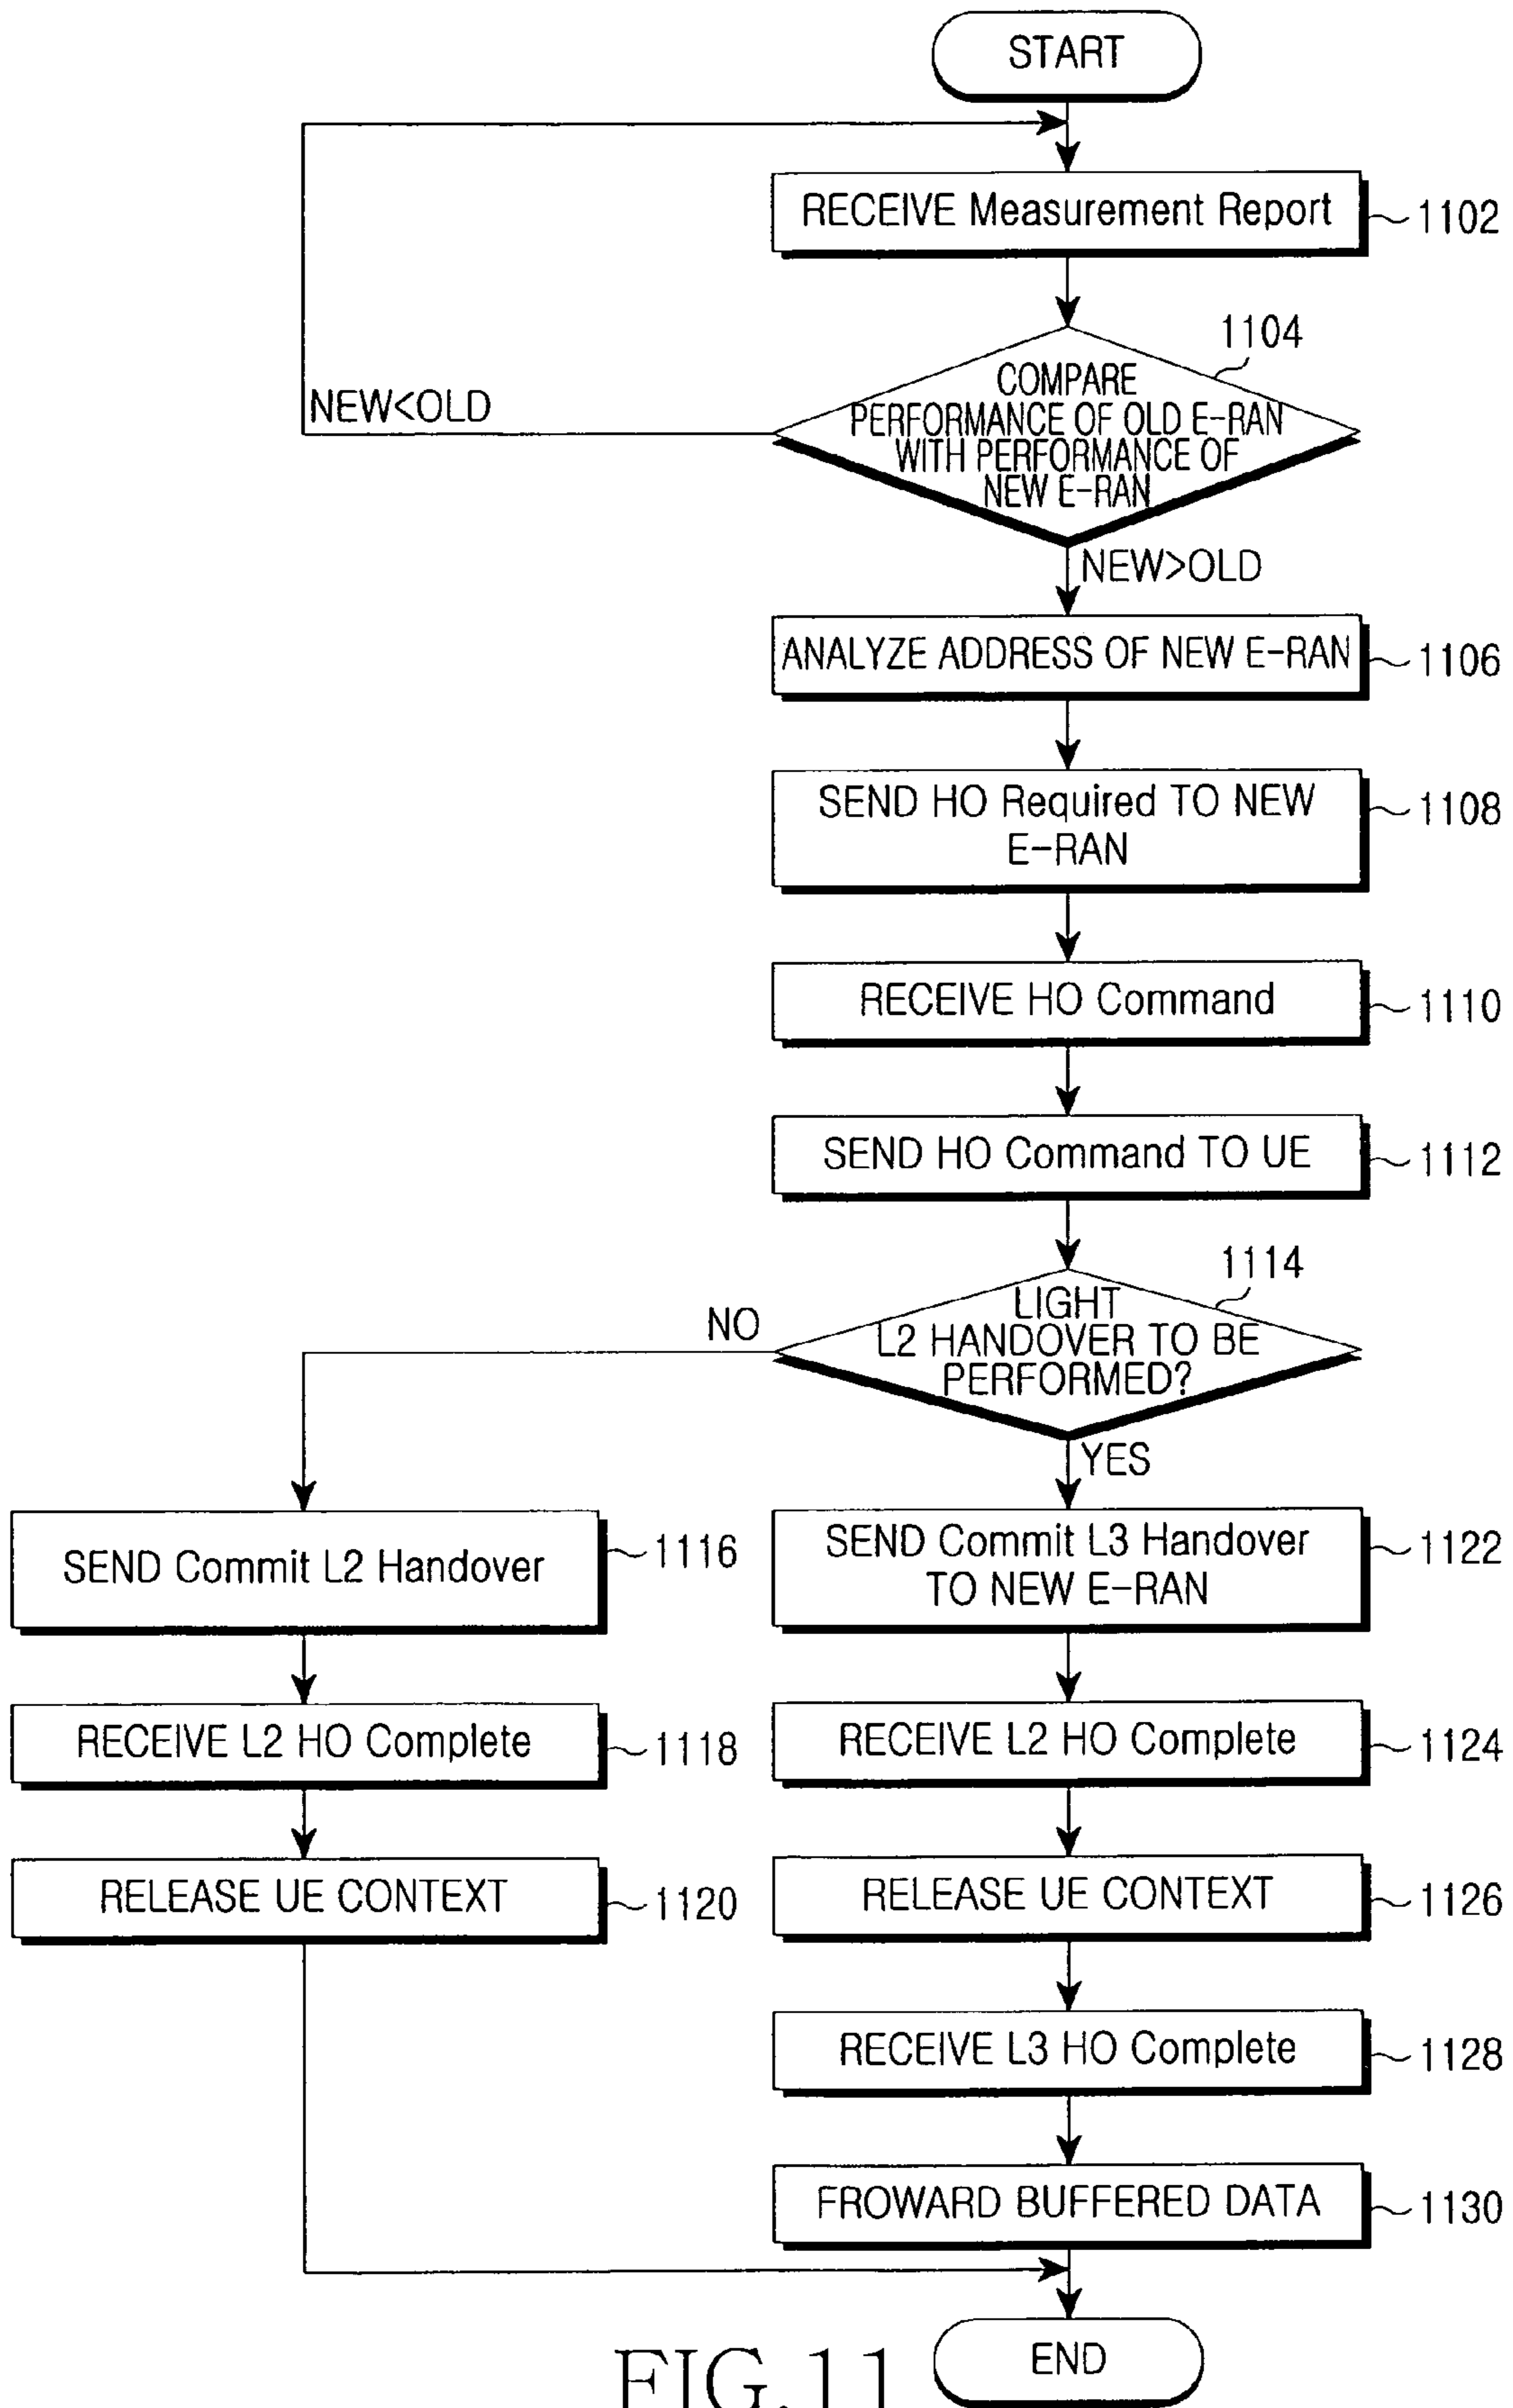 START
RECEIVE Measurement Report
1102
1104
COMPARE
PERFORMANCE OF OLD E-RAN
WITH PERFORMANCE OF
NEW E-RAN
NEW<OLD
NEW>OLD
ANALYZE ADDRESS OF NEW E-RAN
1106
SEND HO Required TO NEW
E-RAN
1108
RECEIVE HO Command
1110
SEND HO Command TO UE
1112
1114
LIGHT
L2 HANDOVER TO BE
PERFORMED?
NO
YES
SEND Commit L2 Handover
1116
SEND Commit L3 Handover
TO NEW E-RAN
1122
RECEIVE L2 HO Complete
1118
RECEIVE L2 HO Complete
1124
RELEASE UE CONTEXT
1120
RELEASE UE CONTEXT
1126
RECEIVE L3 HO Complete
1128
FROWARD BUFFERED DATA
1130
END
FIG.11